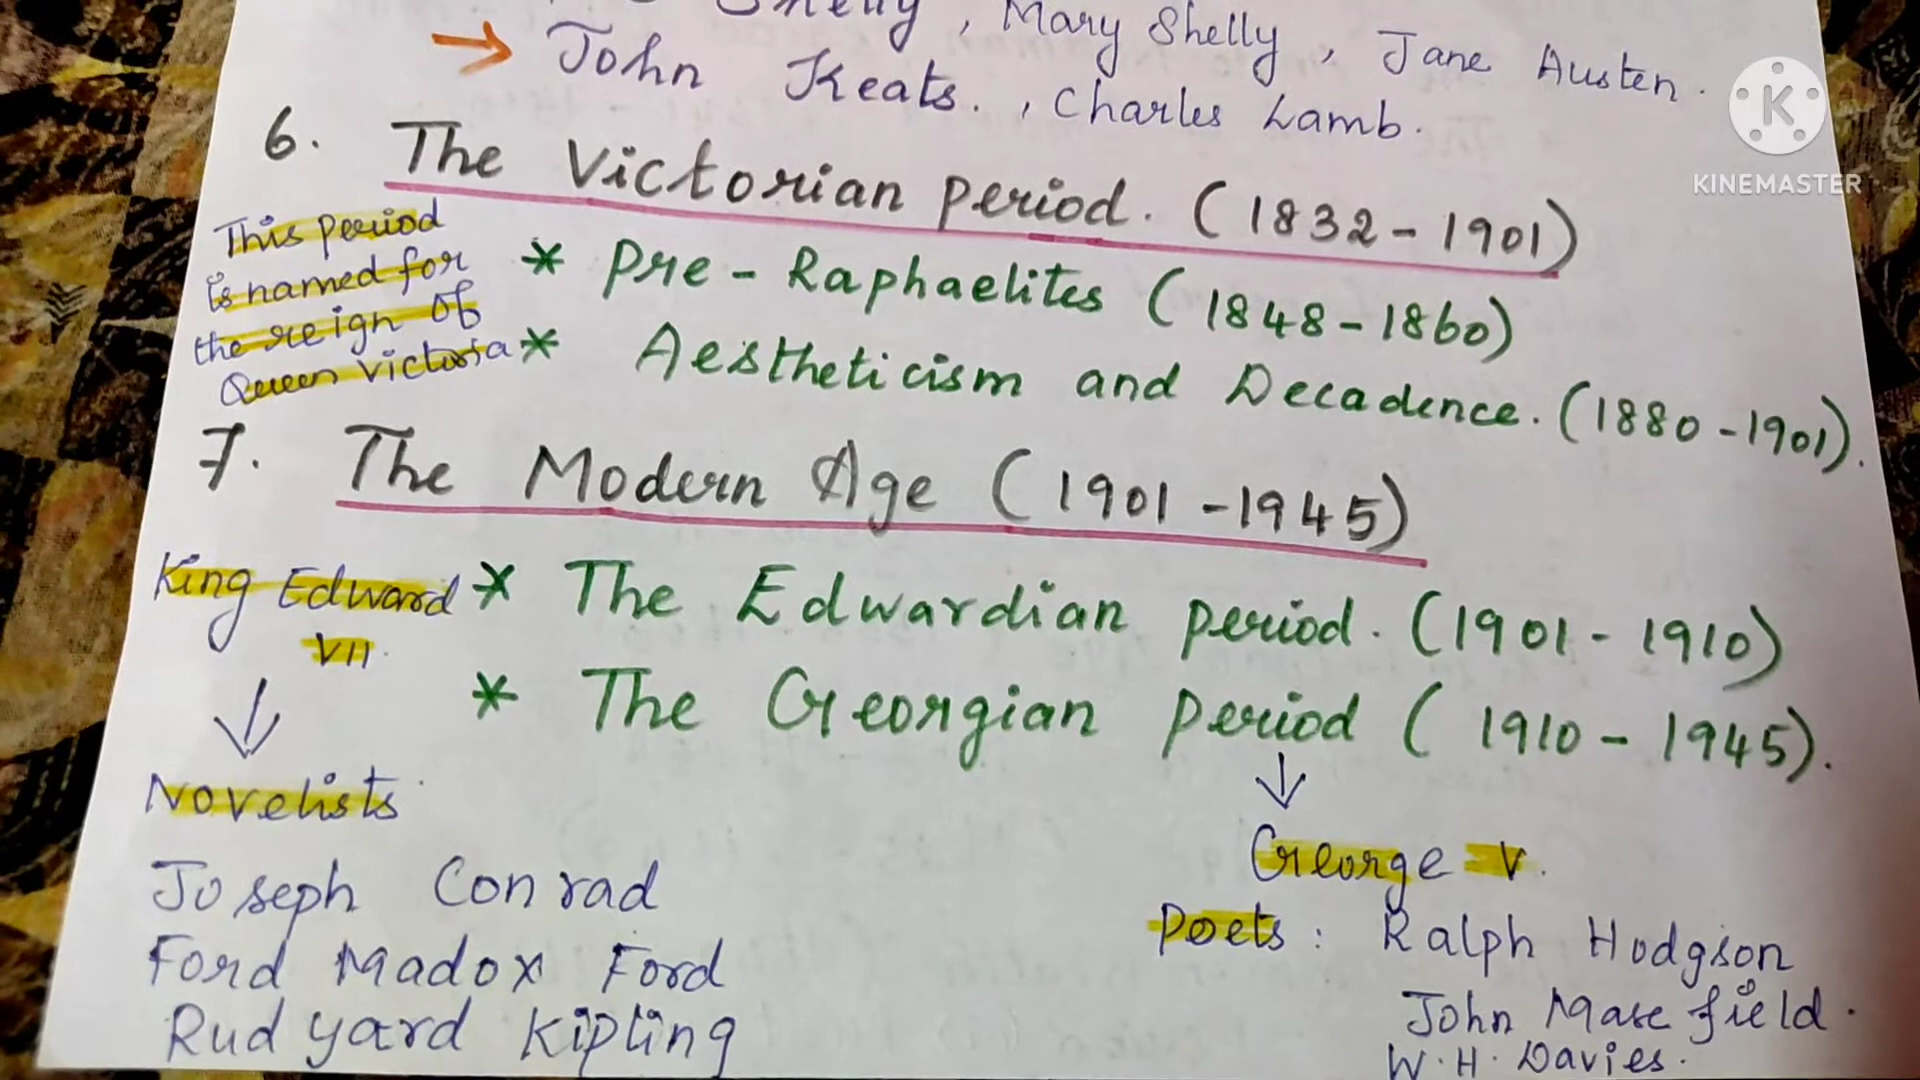 Shelly, Mary Shelly, Jane Austen.
→ John Keats., Charles Lamb.
K
KINEMASTER
6. The Victorian period. (1832-1901)
This period
is named for
the reign of
Queen Victoria
* Pre-Raphaelites (1848-1860)
* Aestheticism and Decadence. (1880-1901).
7. The Modern Age (1901-1945)
King Edward
VII.
* The Edwardian period. (1901-1910)
* The Georgian period (1910-1945).
↓
Novelists
Joseph Conrad
Ford Madox Ford
Rudyard Kipling
↓
George V.
Poets: Ralph Hodgson
John Masefield.
W.H. Davies.